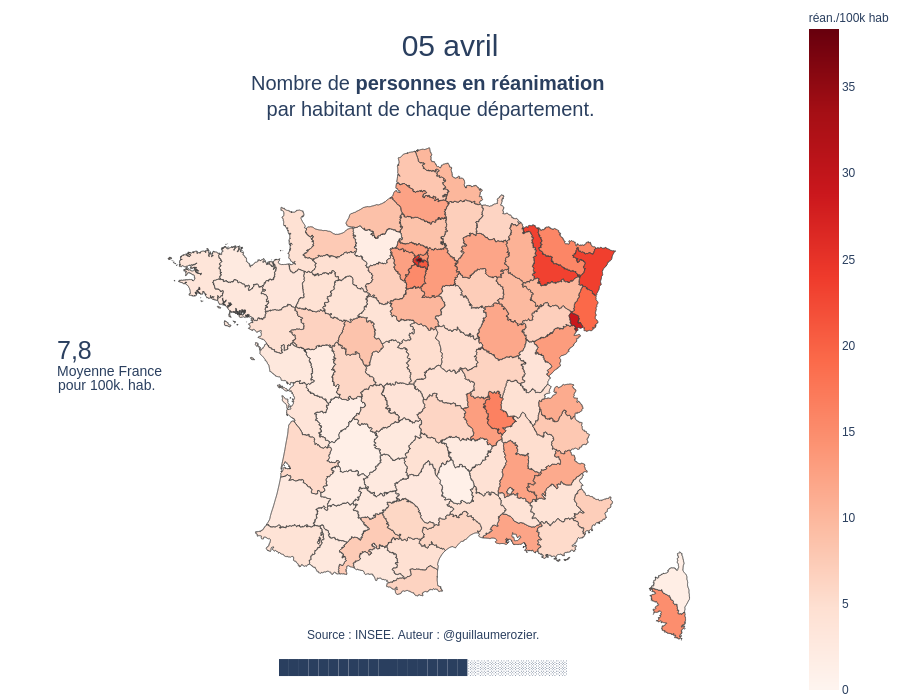 réan./100k hab
05 avril
Nombre de personnes en réanimation
par habitant de chaque département.
35
30
25
20
15
10
5
0
7,8
Moyenne France
pour 100k. hab.
Source : INSEE. Auteur : @guillaumerozier.